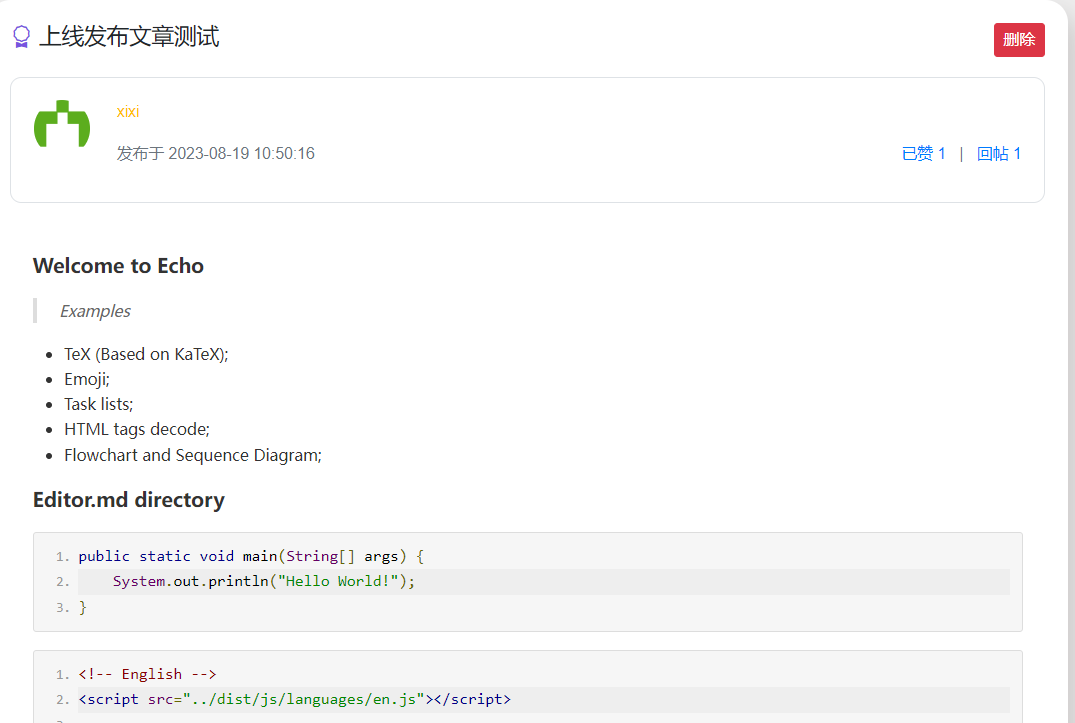 上线发布文章测试
删除
xixi
发布于 2023-08-19 10:50:16
已赞 1 | 回帖 1
Welcome to Echo
Examples
TeX (Based on KaTeX);
Emoji;
Task lists;
HTML tags decode;
Flowchart and Sequence Diagram;
Editor.md directory
1. public static void main(String[] args) {
2.     System.out.println("Hello World!");
3. }
1. <!-- English -->
2. <script src="../dist/js/languages/en.js"></script>